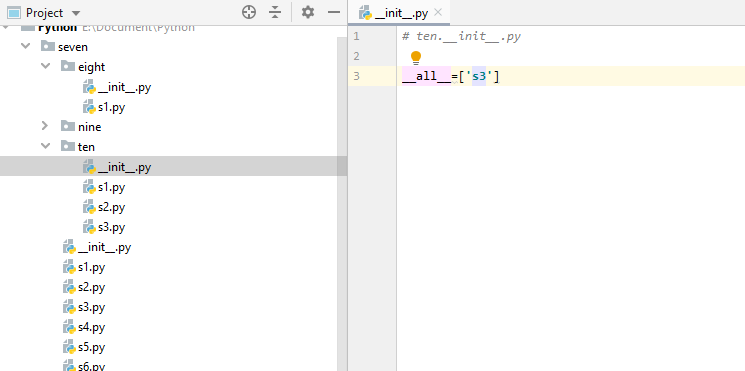 Project
__init__.py
Python E:\Document\Python
seven
eight
__init__.py
s1.py
nine
ten
__init__.py
s1.py
s2.py
s3.py
__init__.py
s1.py
s2.py
s3.py
s4.py
s5.py
s6.py
1 # ten.__init__.py
2
3 __all__=['s3']